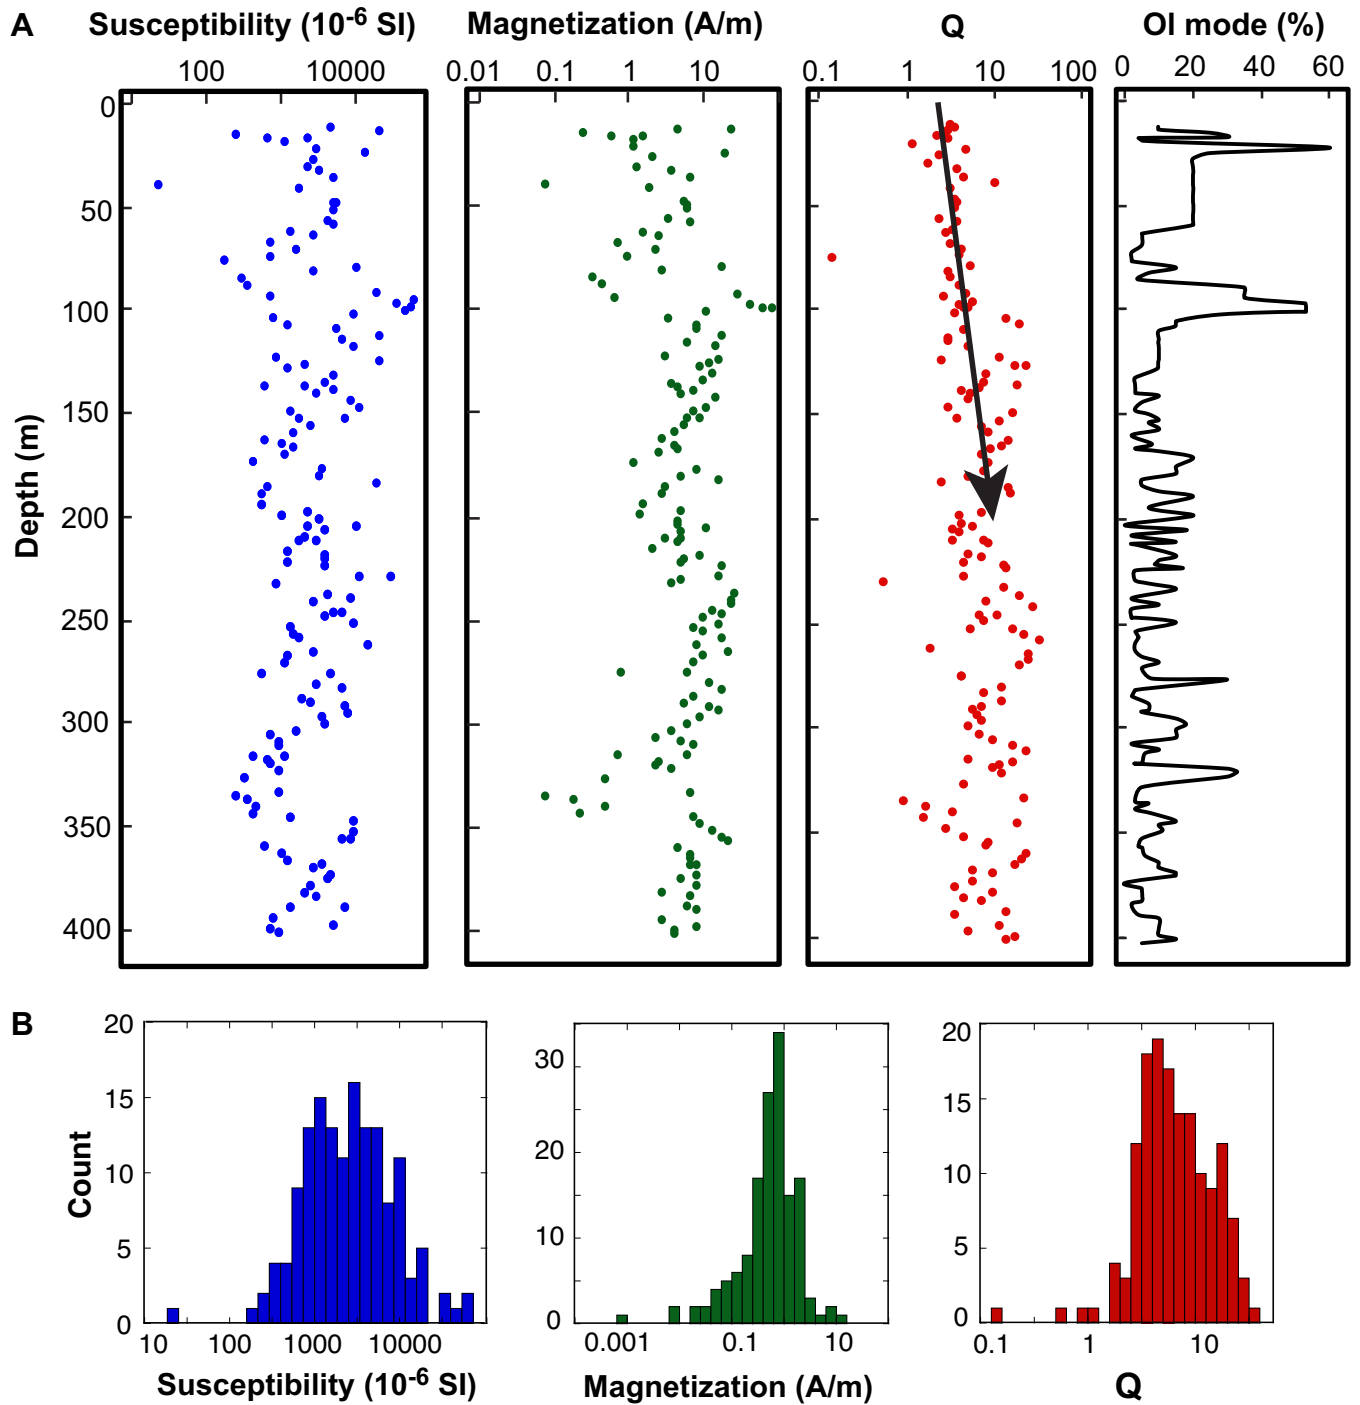 A
Susceptibility (10-6 SI)
Magnetization (A/m)
Q
Ol mode (%)
100 10000
0.01 0.1 1 10
0.1 1 10 100
0 20 40 60
0
50
100
150
200
250
300
350
400
Depth (m)
B
20
15
10
5
0
Count
10 100 1000 10000
Susceptibility (10-6 SI)
30
20
10
0
0.001 0.1 10
Magnetization (A/m)
20
15
10
5
0
0.1 1 10
Q